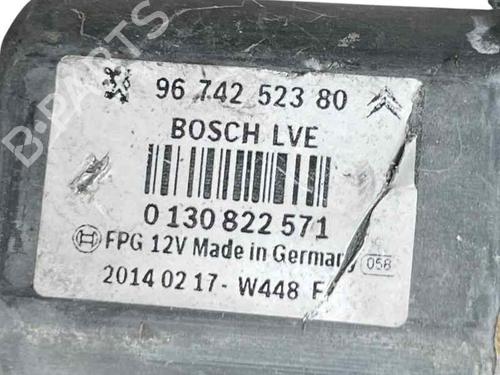 B-PARTS
96 742 523 80
BOSCH LVE
0 130 822 571
FPG 12V Made in Germany 058
2014 02 17 - W448 F